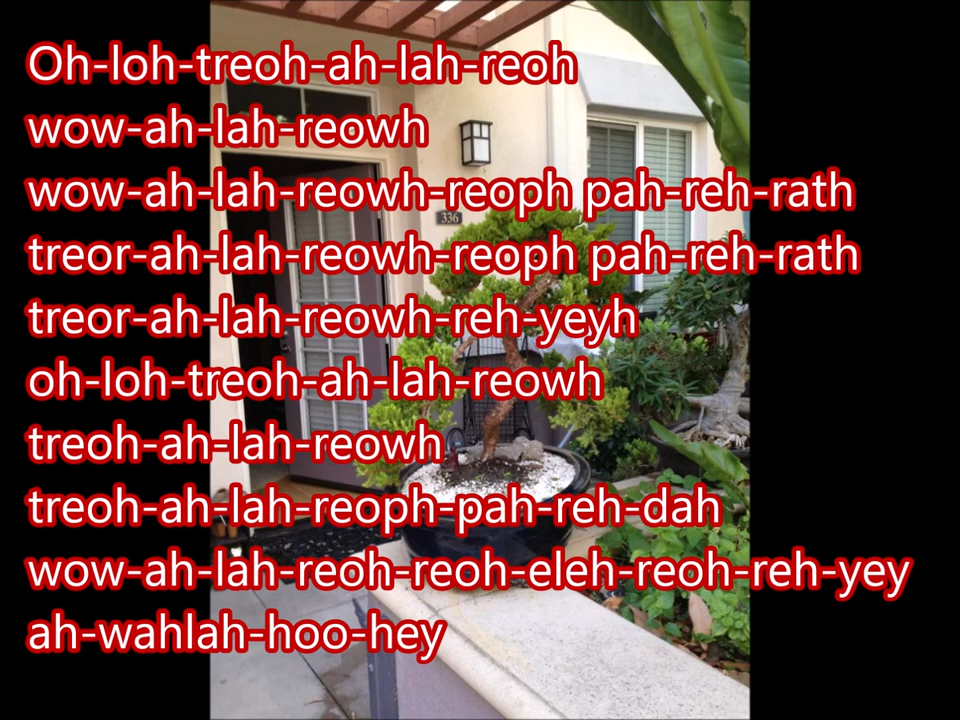 Oh-loh-treoh-ah-lah-reoh
wow-ah-lah-reowh
wow-ah-lah-reowh-reoph pah-reh-rath
336
treor-ah-lah-reowh-reoph pah-reh-rath
treor-ah-lah-reowh-reh-yeyh
oh-loh-treoh-ah-lah-reowh
treoh-ah-lah-reowh
treoh-ah-lah-reoph-pah-reh-dah
wow-ah-lah-reoh-reoh-eleh-reoh-reh-yey
ah-wahlah-hoo-hey